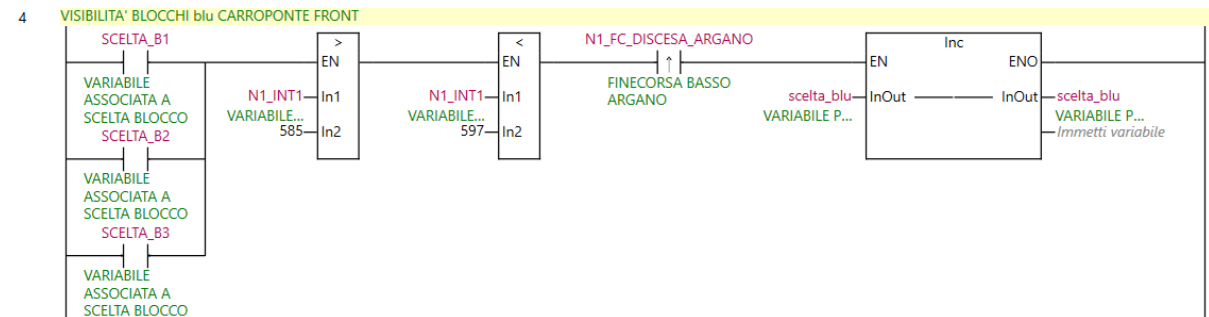 4
VISIBILITA' BLOCCHI blu CARROPONTE FRONT
SCELTA_B1
VARIABILE
ASSOCIATA A
SCELTA BLOCCO
SCELTA_B2
VARIABILE
ASSOCIATA A
SCELTA BLOCCO
SCELTA_B3
VARIABILE
ASSOCIATA A
SCELTA BLOCCO
>
EN
N1_INT1 In1
VARIABILE...
585 In2
<
EN
N1_INT1 In1
VARIABILE...
597 In2
N1_FC_DISCESA_ARGANO
↑
FINECORSA BASSO
ARGANO
Inc
EN ENO
scelta_blu InOut InOut scelta_blu
VARIABILE P... VARIABILE P...
Immetti variabile